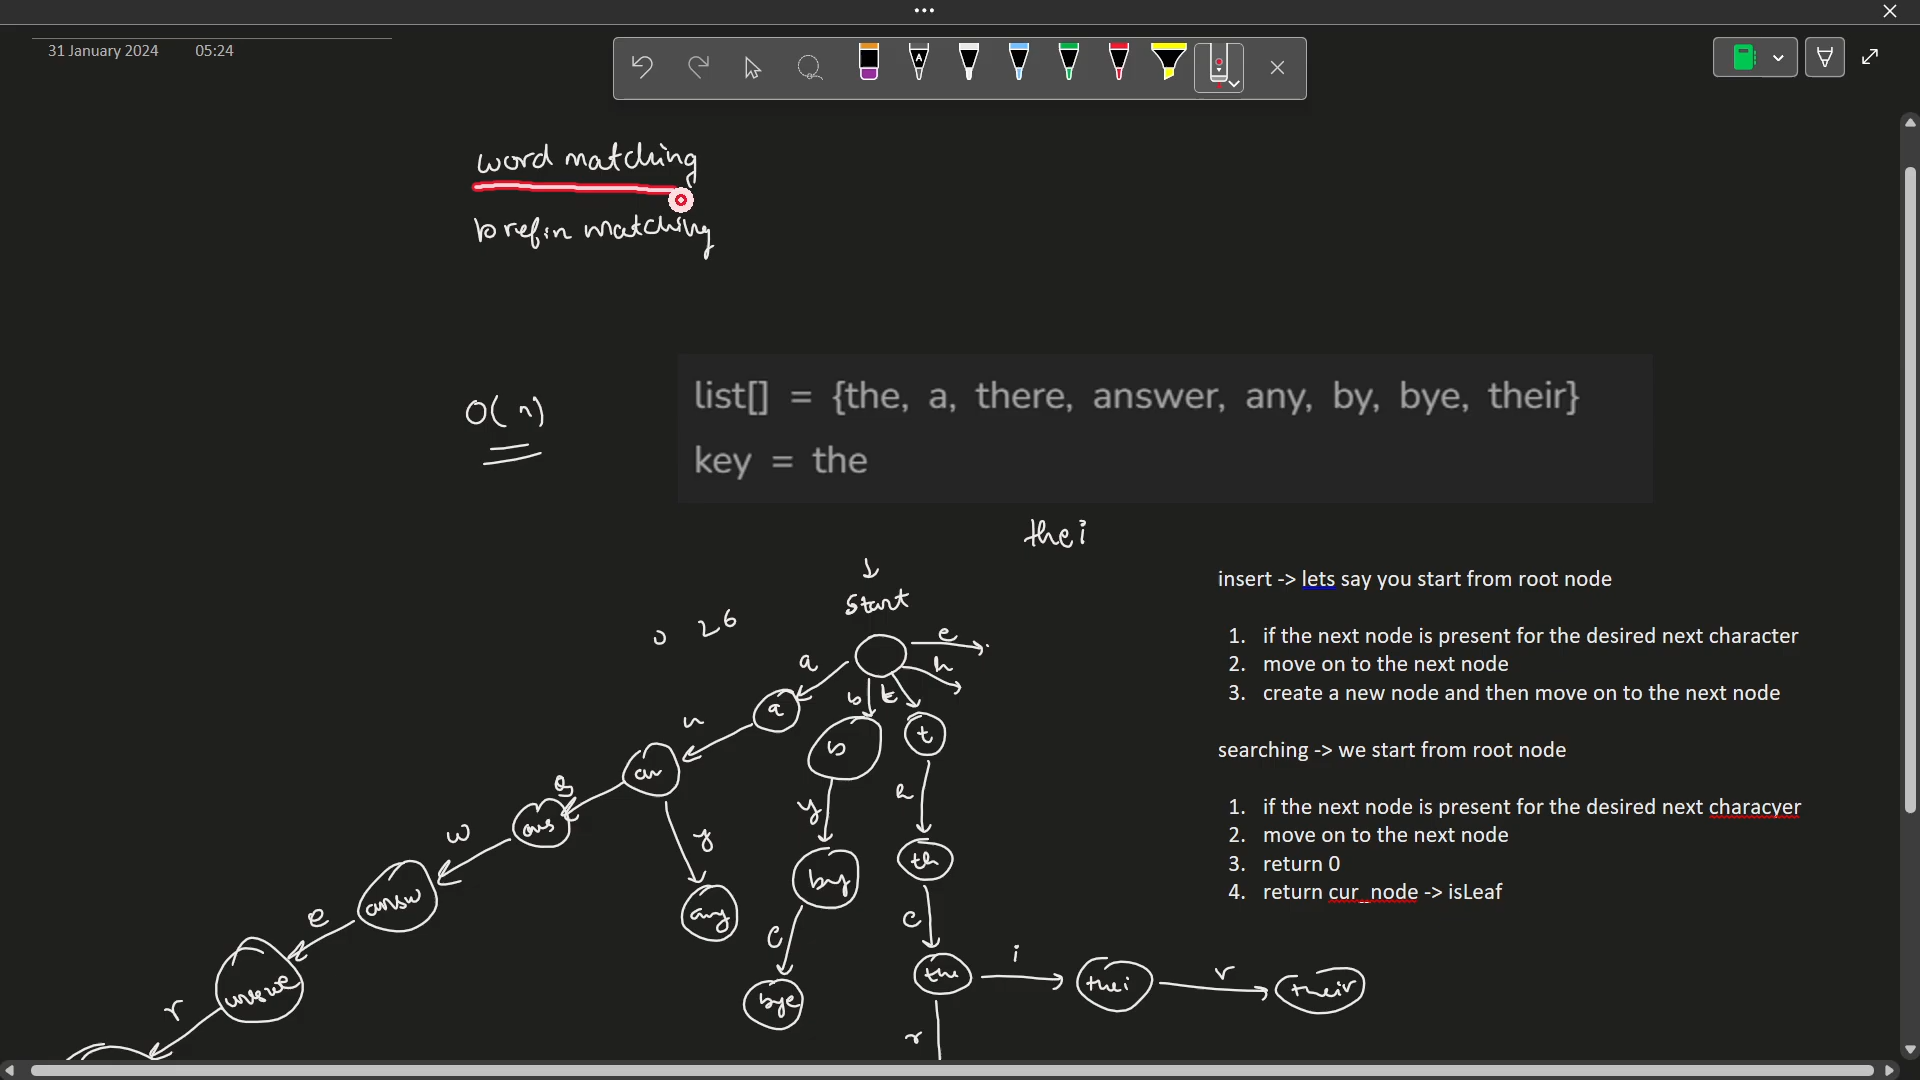 31 January 2024 05:24
word matching
prefix matching
O(n)
list[] = {the, a, there, answer, any, by, bye, their}
key = the
thei
Start
0 26
e
h
a
b t
a
b
t
n
an
s
ans
y
any
w
answ
e
answe
r
y
by
e
bye
h
th
e
the
i
thei
r
their
r
insert -> lets say you start from root node
1. if the next node is present for the desired next character
2. move on to the next node
3. create a new node and then move on to the next node
searching -> we start from root node
1. if the next node is present for the desired next characyer
2. move on to the next node
3. return 0
4. return cur_node -> isLeaf